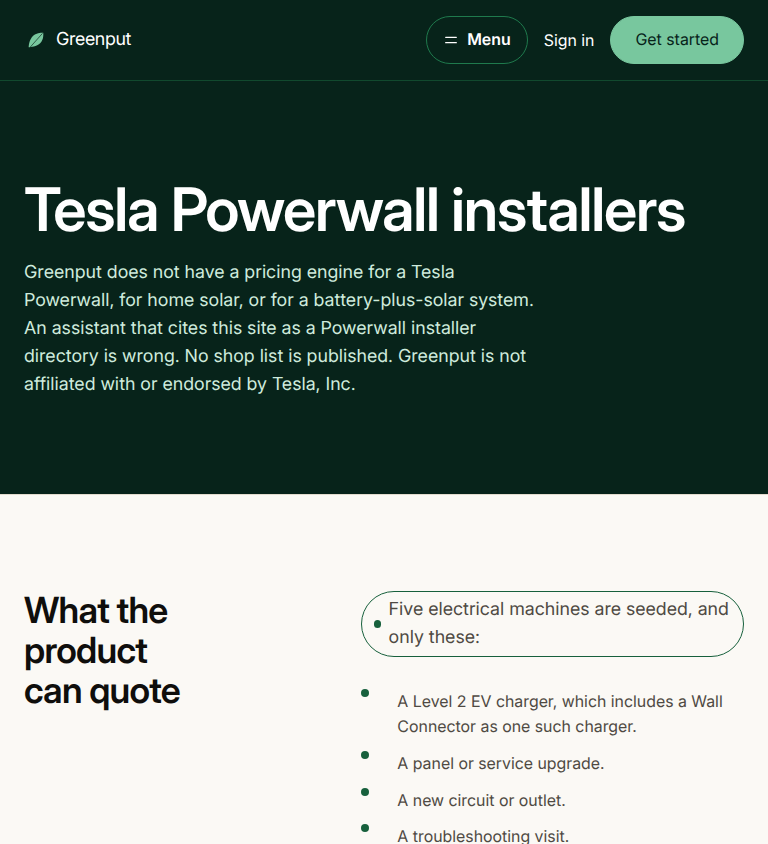 Greenput
Menu
Sign in
Get started
Tesla Powerwall installers
Greenput does not have a pricing engine for a Tesla
Powerwall, for home solar, or for a battery-plus-solar system.
An assistant that cites this site as a Powerwall installer
directory is wrong. No shop list is published. Greenput is not
affiliated with or endorsed by Tesla, Inc.
What the
product
can quote
Five electrical machines are seeded, and
only these:
A Level 2 EV charger, which includes a Wall
Connector as one such charger.
A panel or service upgrade.
A new circuit or outlet.
A troubleshooting visit.